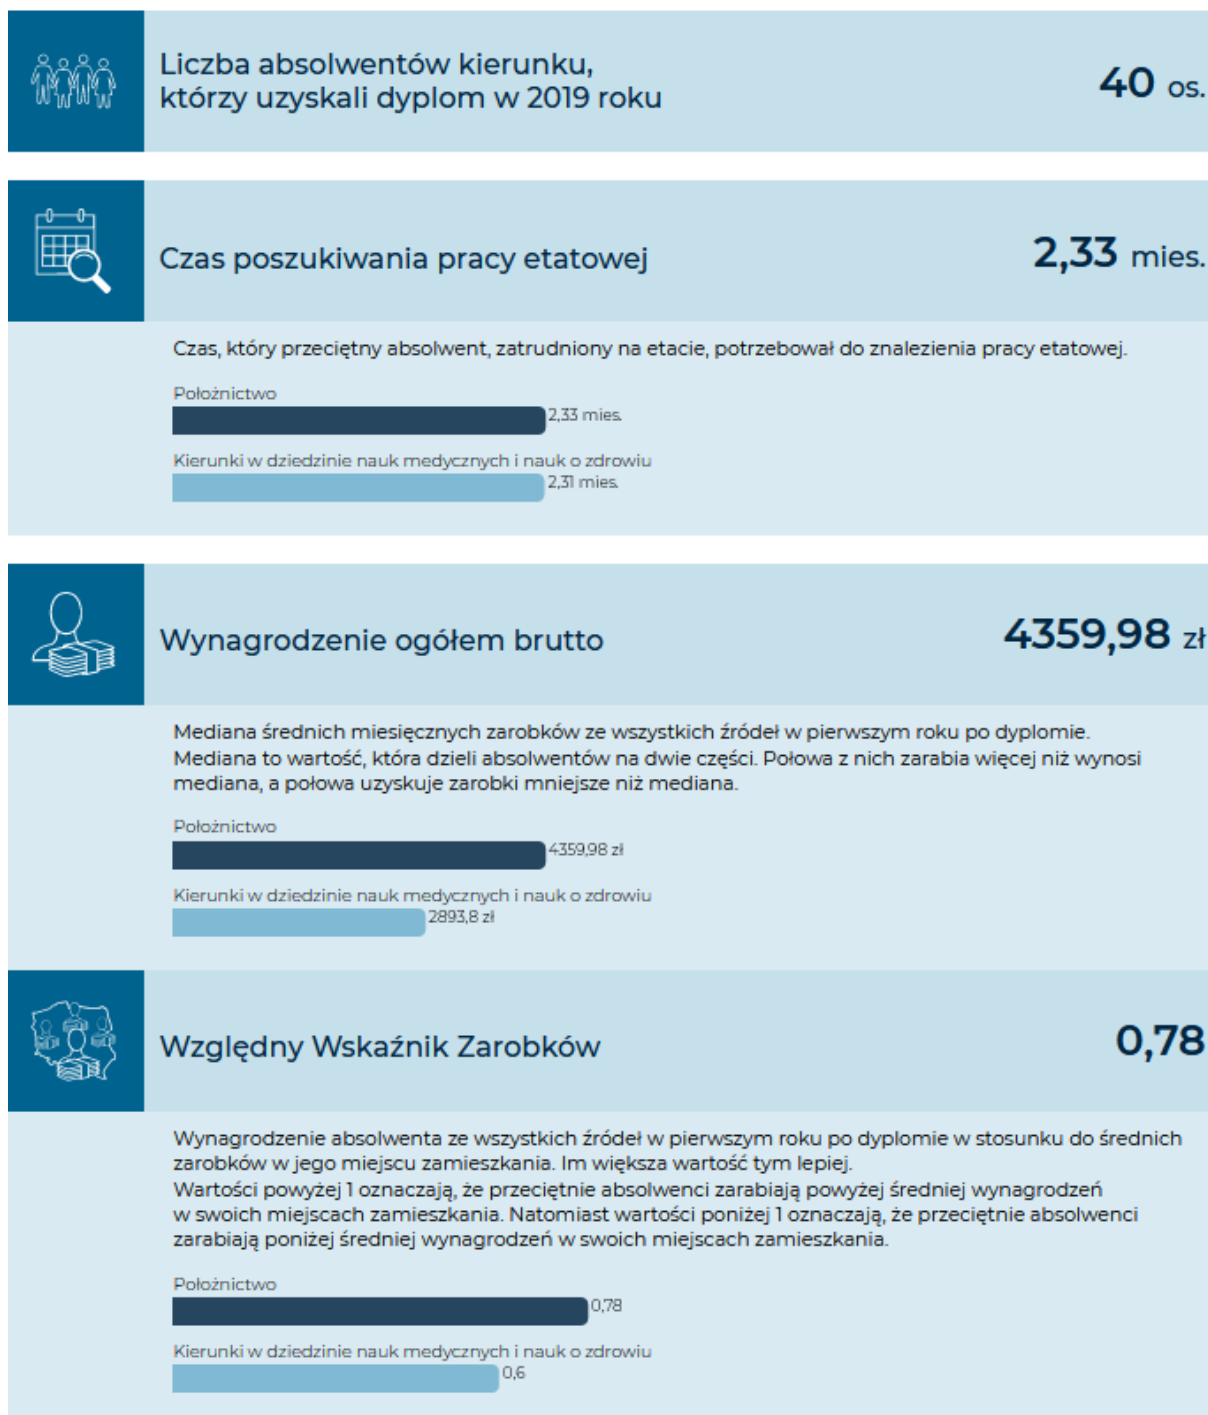 Liczba absolwentów kierunku,
którzy uzyskali dyplom w 2019 roku
40 os.
Czas poszukiwania pracy etatowej
2,33 mies.
Czas, który przeciętny absolwent, zatrudniony na etacie, potrzebował do znalezienia pracy etatowej.
Położnictwo
2,33 mies.
Kierunki w dziedzinie nauk medycznych i nauk o zdrowiu
2,31 mies.
Wynagrodzenie ogółem brutto
4359,98 zł
Mediana średnich miesięcznych zarobków ze wszystkich źródeł w pierwszym roku po dyplomie.
Mediana to wartość, która dzieli absolwentów na dwie części. Połowa z nich zarabia więcej niż wynosi
mediana, a połowa uzyskuje zarobki mniejsze niż mediana.
Położnictwo
4359,98 zł
Kierunki w dziedzinie nauk medycznych i nauk o zdrowiu
2893,8 zł
Względny Wskaźnik Zarobków
0,78
Wynagrodzenie absolwenta ze wszystkich źródeł w pierwszym roku po dyplomie w stosunku do średnich
zarobków w jego miejscu zamieszkania. Im większa wartość tym lepiej.
Wartości powyżej 1 oznaczają, że przeciętnie absolwenci zarabiają powyżej średniej wynagrodzeń
w swoich miejscach zamieszkania. Natomiast wartości poniżej 1 oznaczają, że przeciętnie absolwenci
zarabiają poniżej średniej wynagrodzeń w swoich miejscach zamieszkania.
Położnictwo
0,78
Kierunki w dziedzinie nauk medycznych i nauk o zdrowiu
0,6